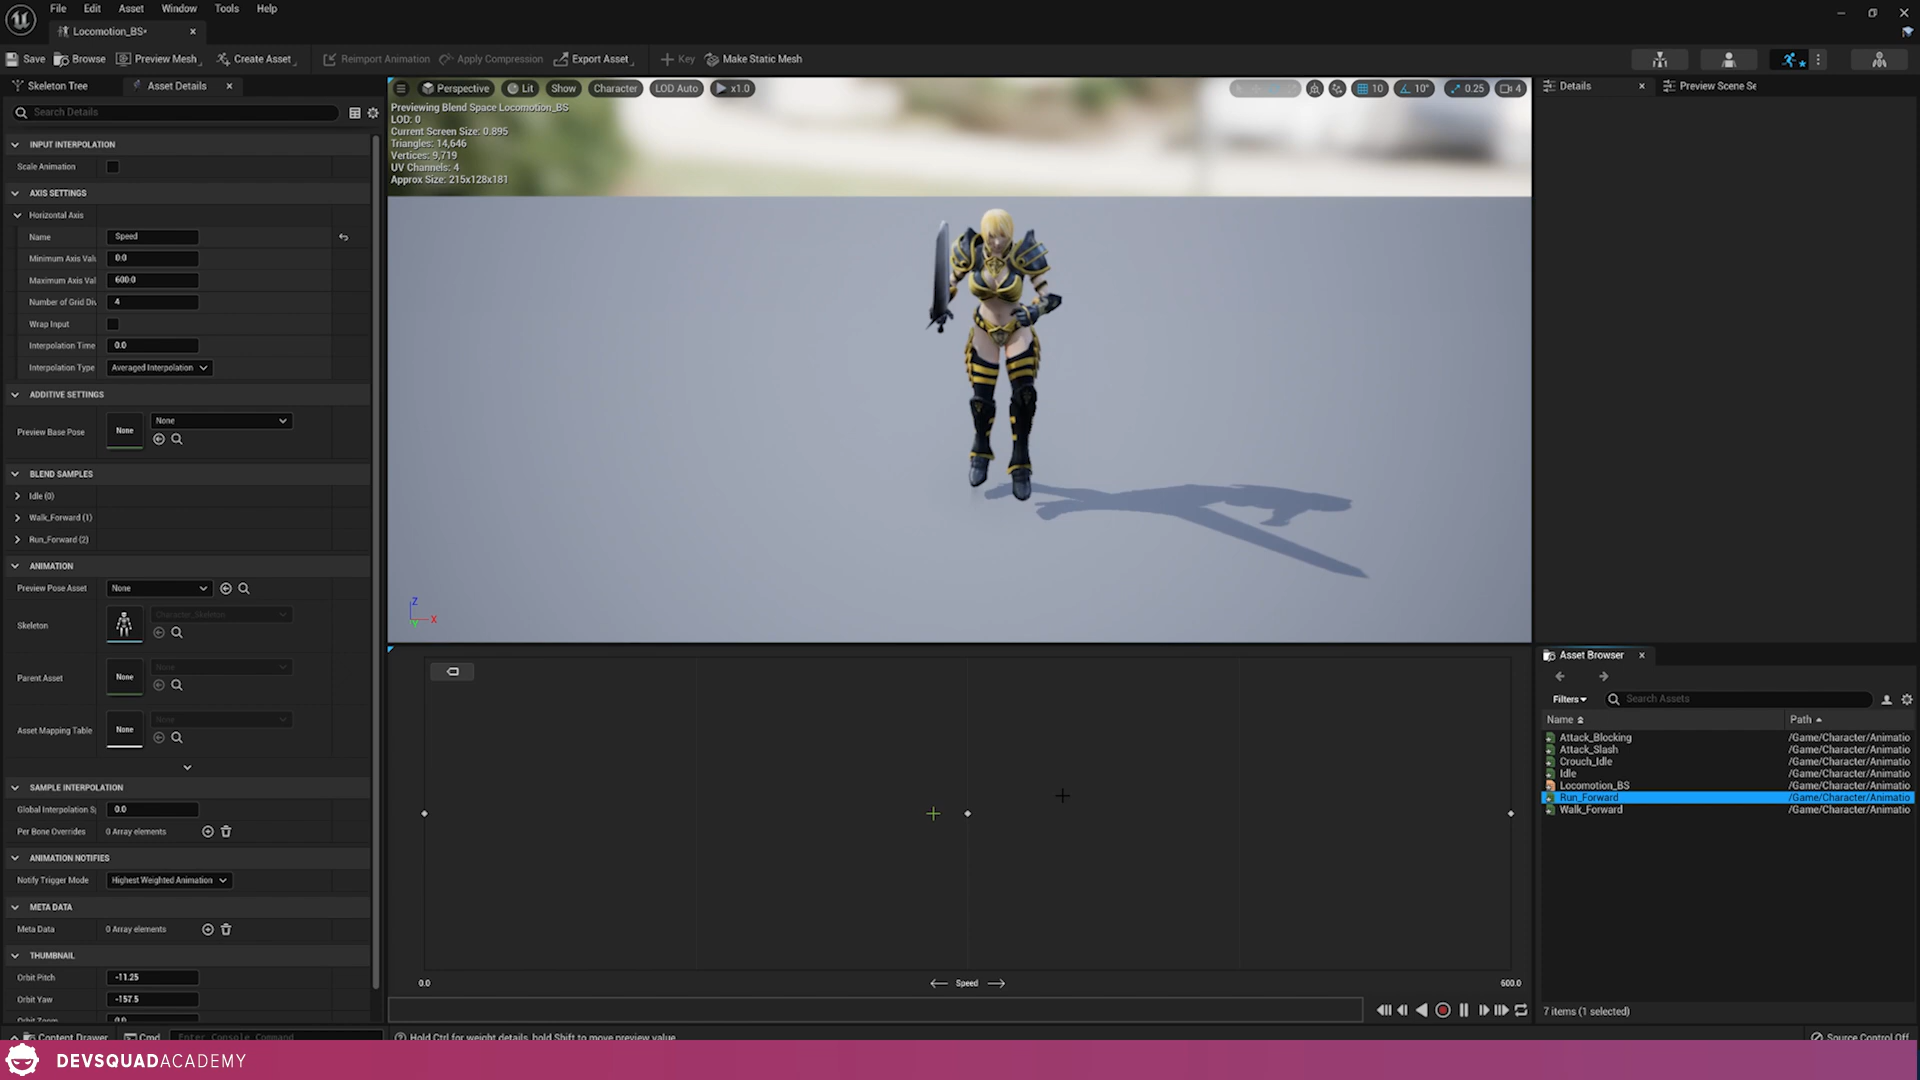 File Edit Asset Window Tools Help
Locomotion_BS*
Save Browse Preview Mesh Create Asset Reimport Animation Apply Compression Export Asset Key Make Static Mesh
Skeleton Tree Asset Details
Search Details
INPUT INTERPOLATION
Scale Animation
AXIS SETTINGS
Horizontal Axis
Name Speed
Minimum Axis Val 0.0
Maximum Axis Val 600.0
Number of Grid Div 4
Wrap Input
Interpolation Time 0.0
Interpolation Type Averaged Interpolation
ADDITIVE SETTINGS
Preview Base Pose None None
BLEND SAMPLES
Idle (0)
Walk_Forward (1)
Run_Forward (2)
ANIMATION
Preview Pose Asset None
Skeleton Character_Skeleton
Parent Asset None None
Asset Mapping Table None None
SAMPLE INTERPOLATION
Global Interpolation Sp 0.0
Per Bone Overrides 0 Array elements
ANIMATION NOTIFIES
Notify Trigger Mode Highest Weighted Animation
META DATA
Meta Data 0 Array elements
THUMBNAIL
Orbit Pitch -11.25
Orbit Yaw -157.5
Orbit Zoom 0.0
Perspective Lit Show Character LOD Auto x1.0 10 10° 0.25 4
Previewing Blend Space Locomotion_BS
LOD: 0
Current Screen Size: 0.895
Triangles: 14,646
Vertices: 9,719
UV Channels: 4
Approx Size: 215x128x181
Z
X
Y
0.0 Speed 600.0
Details Preview Scene Se
Asset Browser
Filters Search Assets
Name Path
Attack_Blocking /Game/Character/Animatio
Attack_Slash /Game/Character/Animatio
Crouch_Idle /Game/Character/Animatio
Idle /Game/Character/Animatio
Locomotion_BS /Game/Character/Animatio
Run_Forward /Game/Character/Animatio
Walk_Forward /Game/Character/Animatio
7 items (1 selected)
Content Drawer Cmd Enter Console Command Hold Ctrl for weight details, hold Shift to move preview value Source Control Off
DEVSQUADACADEMY